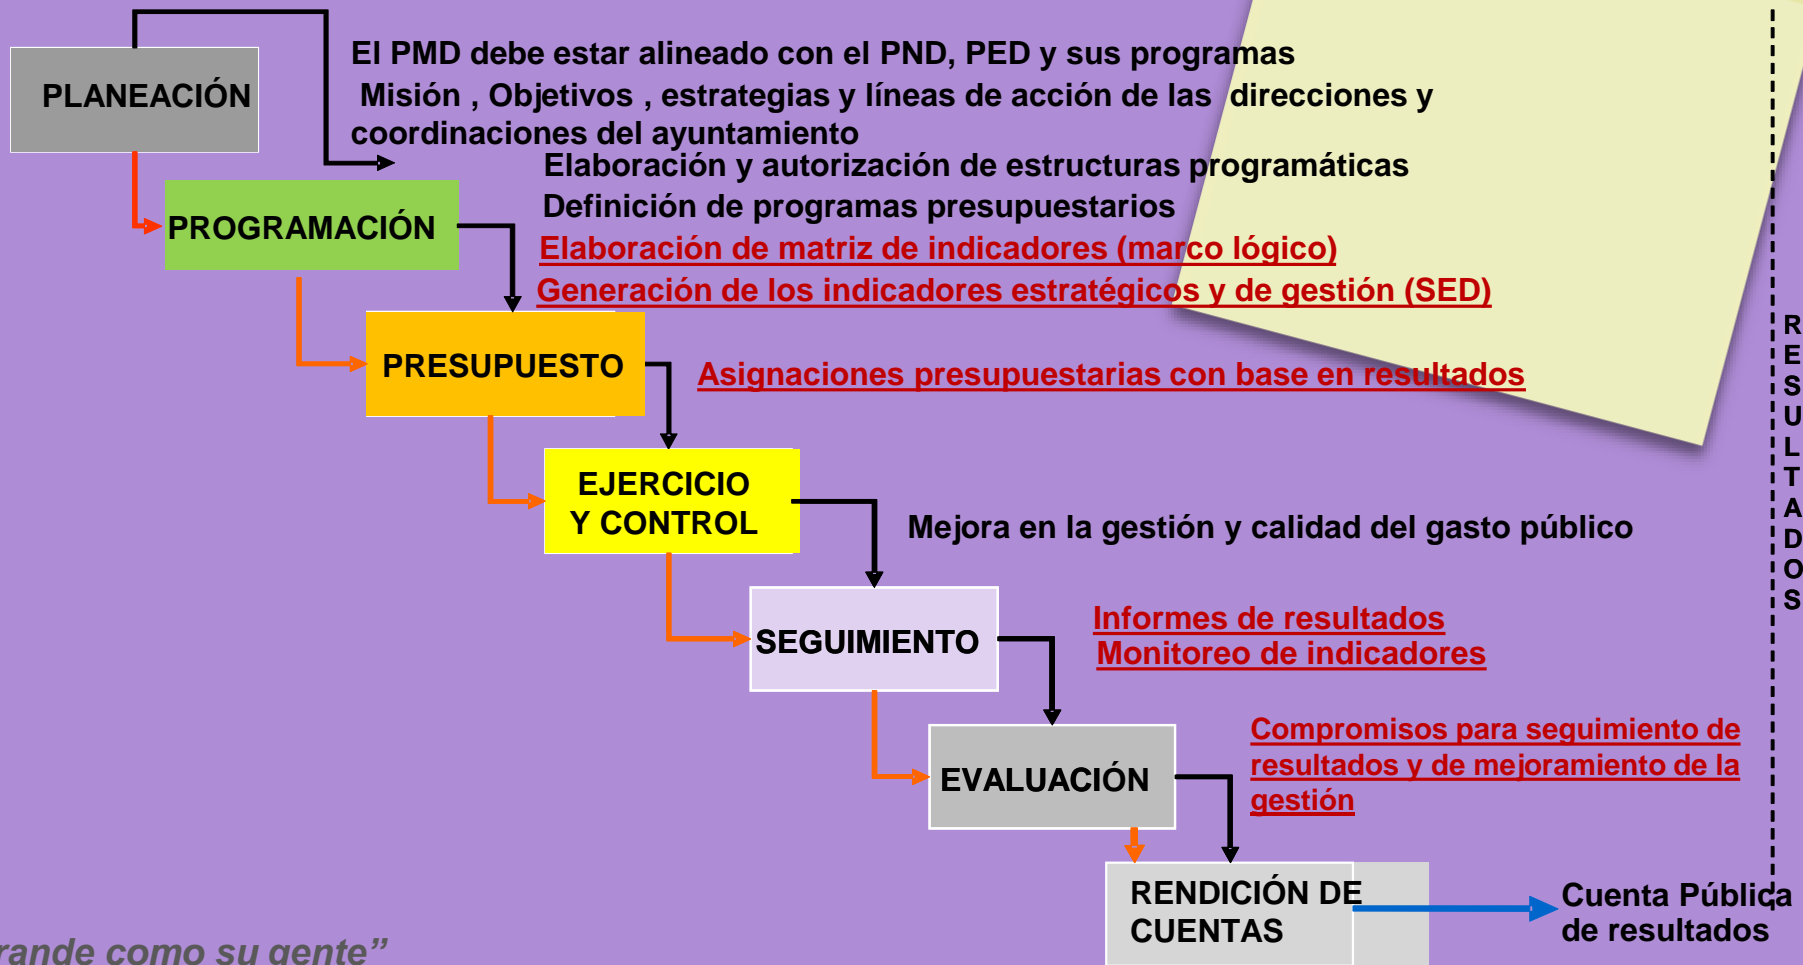 PLANEACIÓN
El PMD debe estar alineado con el PND, PED y sus programas
Misión , Objetivos , estrategias y líneas de acción de las direcciones y
coordinaciones del ayuntamiento
PROGRAMACIÓN
Elaboración y autorización de estructuras programáticas
Definición de programas presupuestarios
Elaboración de matriz de indicadores (marco lógico)
Generación de los indicadores estratégicos y de gestión (SED)
PRESUPUESTO
Asignaciones presupuestarias con base en resultados
EJERCICIO
Y CONTROL
Mejora en la gestión y calidad del gasto público
SEGUIMIENTO
Informes de resultados
Monitoreo de indicadores
EVALUACIÓN
Compromisos para seguimiento de
resultados y de mejoramiento de la
gestión
RENDICIÓN DE
CUENTAS
Cuenta Pública
de resultados
RESULTADOS
como su gente”